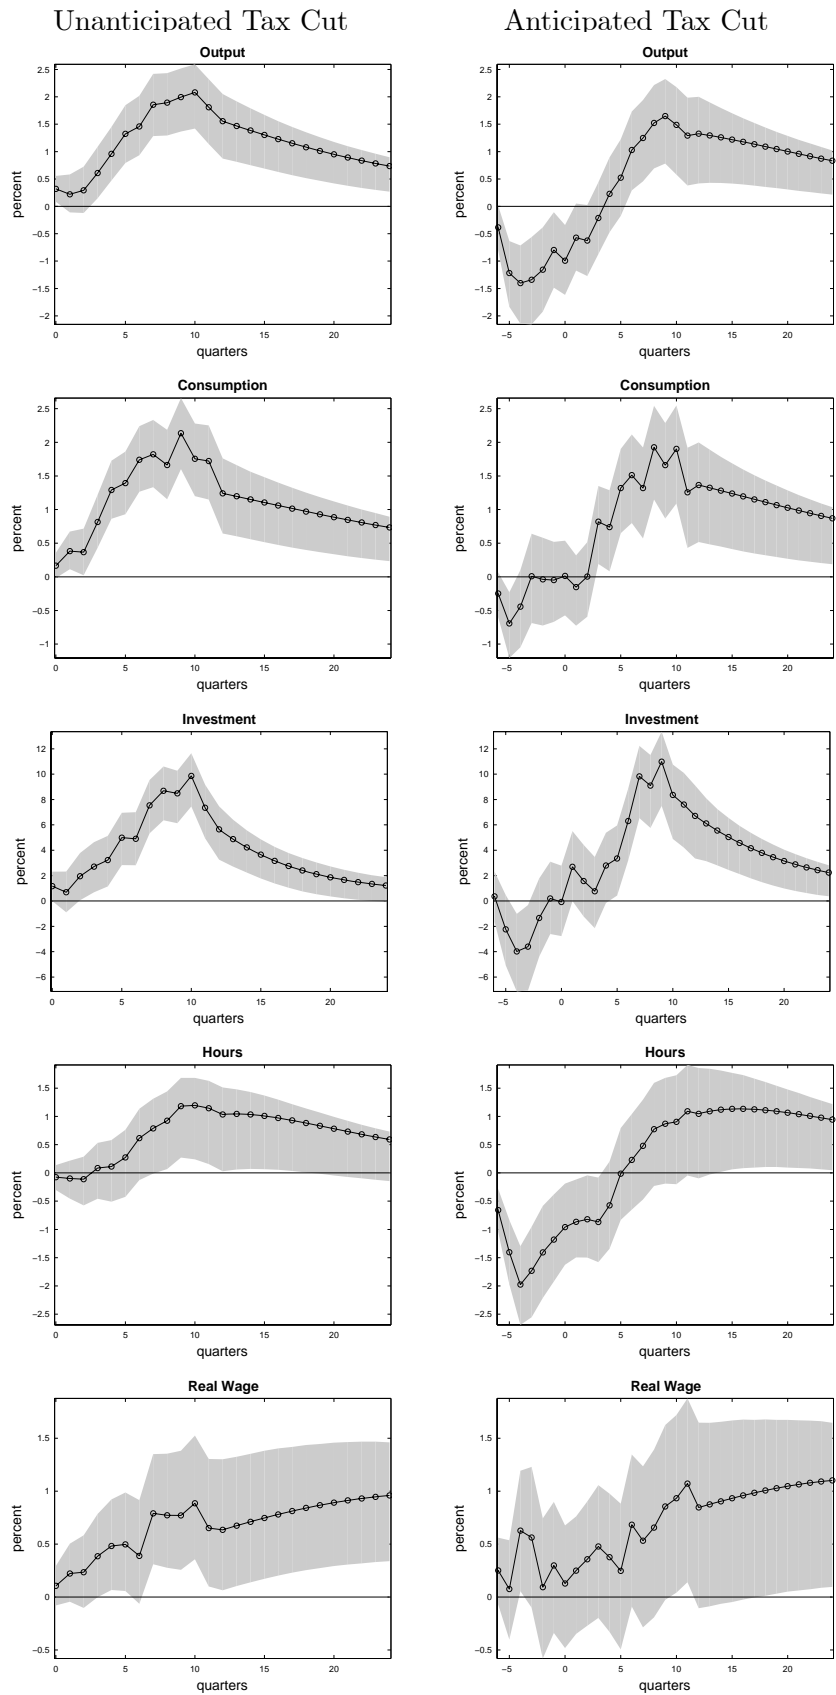 Unanticipated Tax Cut
Anticipated Tax Cut
Output
2.5
2
1.5
1
0.5
0
−0.5
−1
−1.5
−2
percent
0 5 10 15 20
quarters
Output
2.5
2
1.5
1
0.5
0
−0.5
−1
−1.5
−2
percent
−5 0 5 10 15 20
quarters
Consumption
2.5
2
1.5
1
0.5
0
−0.5
−1
percent
0 5 10 15 20
quarters
Consumption
2.5
2
1.5
1
0.5
0
−0.5
−1
percent
−5 0 5 10 15 20
quarters
Investment
12
10
8
6
4
2
0
−2
−4
−6
percent
0 5 10 15 20
quarters
Investment
12
10
8
6
4
2
0
−2
−4
−6
percent
−5 0 5 10 15 20
quarters
Hours
1.5
1
0.5
0
−0.5
−1
−1.5
−2
−2.5
percent
0 5 10 15 20
quarters
Hours
1.5
1
0.5
0
−0.5
−1
−1.5
−2
−2.5
percent
−5 0 5 10 15 20
quarters
Real Wage
1.5
1
0.5
0
−0.5
percent
0 5 10 15 20
quarters
Real Wage
1.5
1
0.5
0
−0.5
percent
−5 0 5 10 15 20
quarters